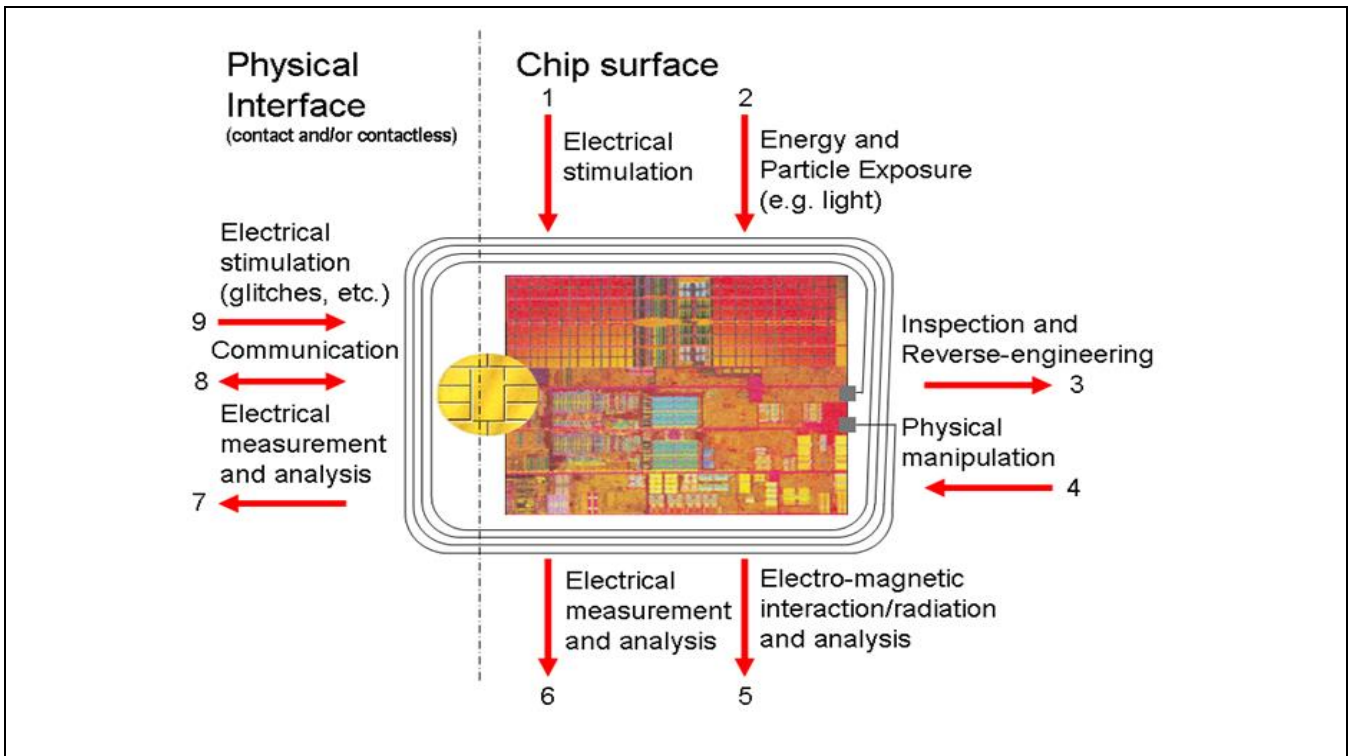 Physical
Interface
(contact and/or contactless)
Chip surface
1
2
Electrical
stimulation
Energy and
Particle Exposure
(e.g. light)
Electrical
stimulation
(glitches, etc.)
9
Communication
8
Electrical
measurement
and analysis
7
Inspection and
Reverse-engineering
3
Physical
manipulation
4
Electrical
measurement
and analysis
6
Electro-magnetic
interaction/radiation
and analysis
5